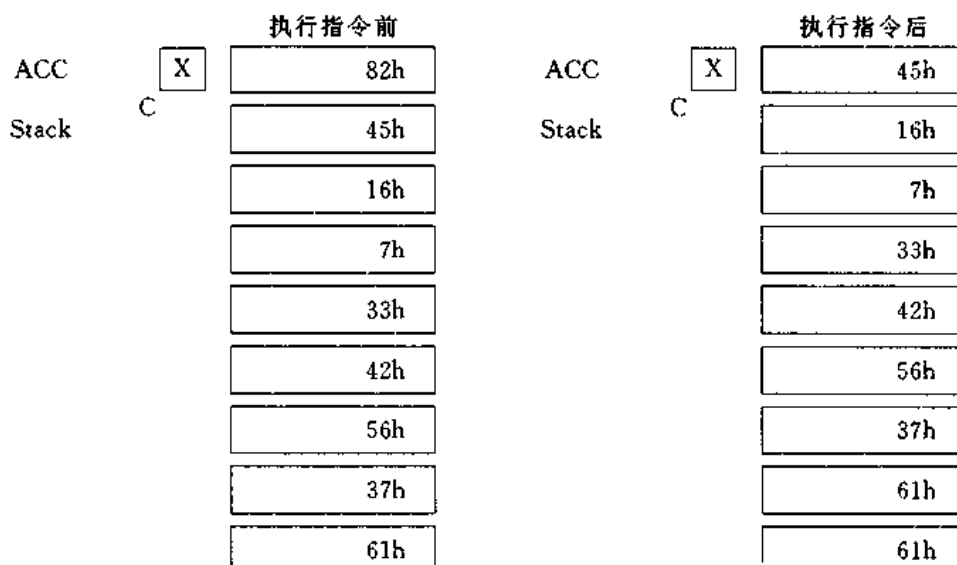 执行指令前 执行指令后
ACC X 82h ACC X 45h
C C
Stack 45h Stack 16h
16h 7h
7h 33h
33h 42h
42h 56h
56h 37h
37h 61h
61h 61h